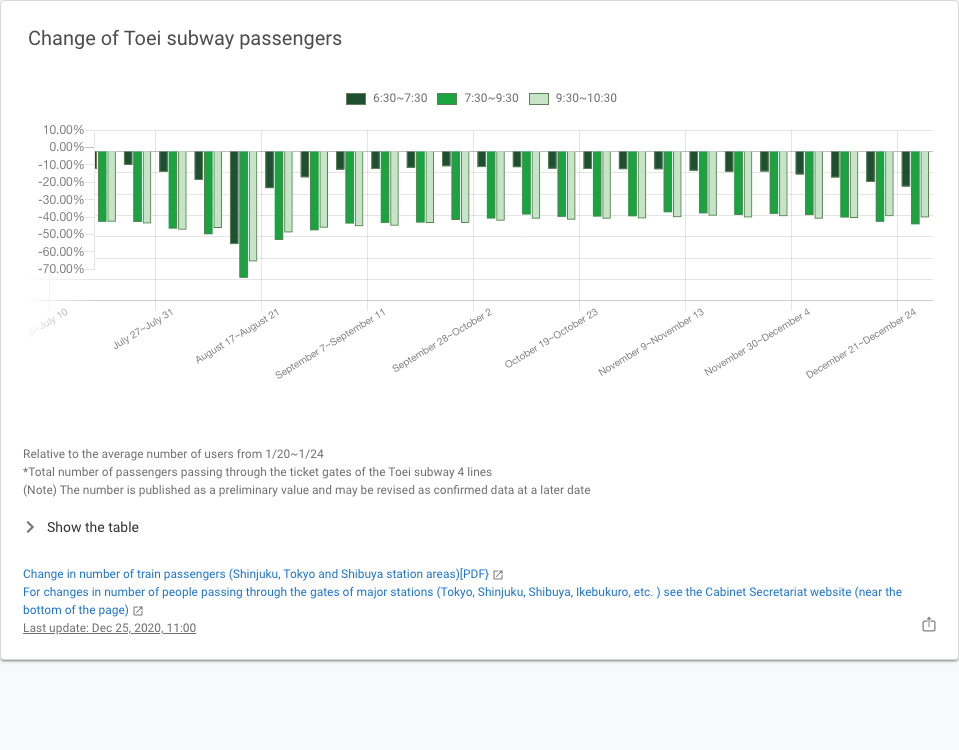 Change of Toei subway passengers
6:30~7:30 7:30~9:30 9:30~10:30
10.00%
0.00%
-10.00%
-20.00%
-30.00%
-40.00%
-50.00%
-60.00%
-70.00%
~July 10
July 27~July 31
August 17~August 21
September 7~September 11
September 28~October 2
October 19~October 23
November 9~November 13
November 30~December 4
December 21~December 24
Relative to the average number of users from 1/20~1/24
*Total number of passengers passing through the ticket gates of the Toei subway 4 lines
(Note) The number is published as a preliminary value and may be revised as confirmed data at a later date
Show the table
Change in number of train passengers (Shinjuku, Tokyo and Shibuya station areas)[PDF}
For changes in number of people passing through the gates of major stations (Tokyo, Shinjuku, Shibuya, Ikebukuro, etc. ) see the Cabinet Secretariat website (near the
bottom of the page)
Last update: Dec 25, 2020, 11:00